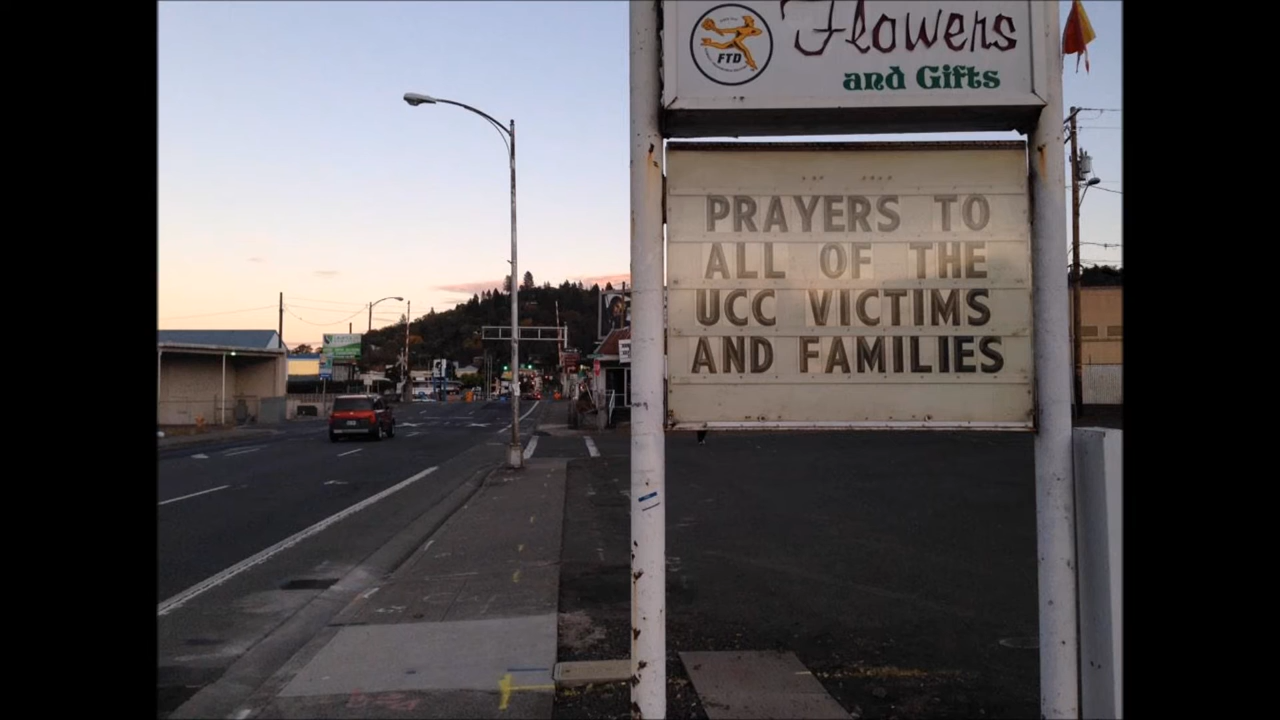 Flowers
and Gifts
FTD
PRAYERS TO
ALL OF THE
UCC VICTIMS
AND FAMILIES